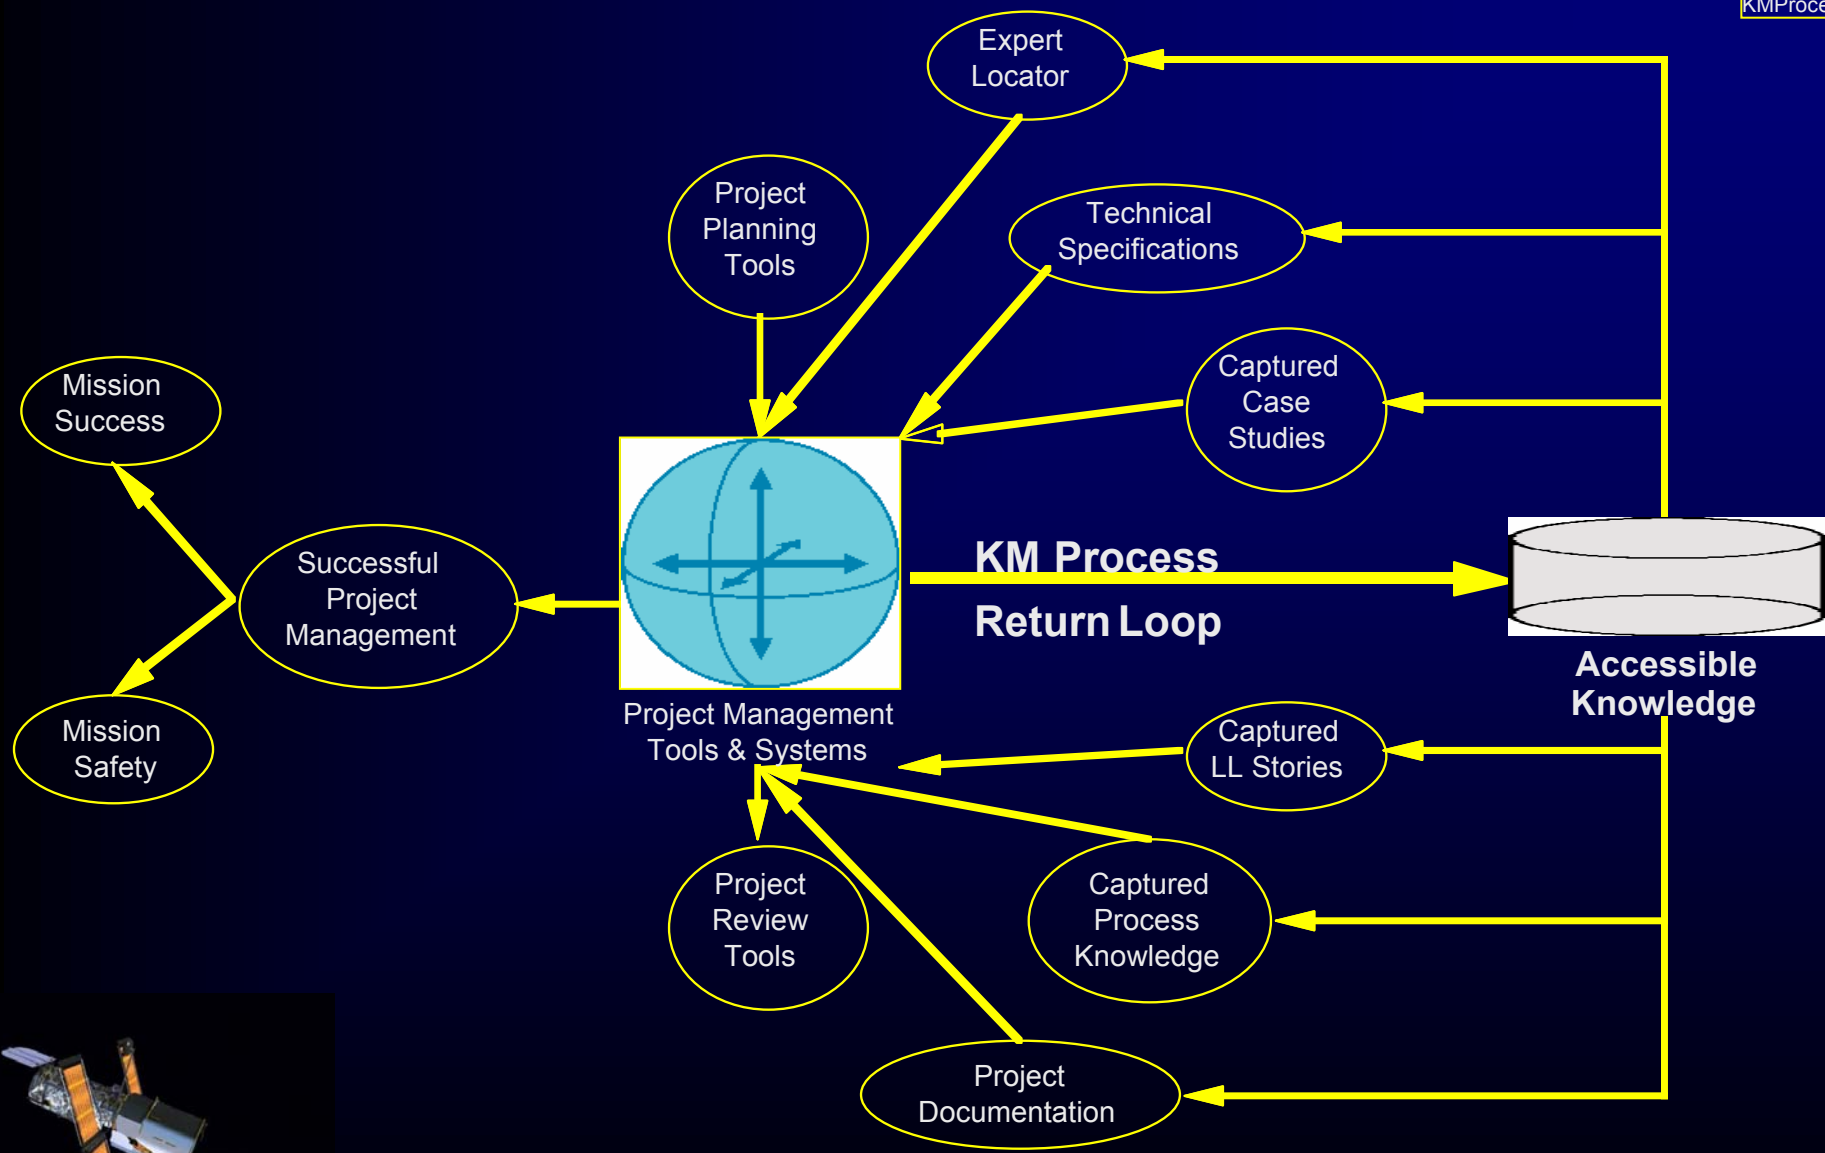 Expert
Locator
Project
Planning
Tools
Technical
Specifications
Captured
Case
Studies
Mission
Success
Successful
Project
Management
KM Process
Return Loop
Accessible
Knowledge
Mission
Safety
Project Management
Tools & Systems
Captured
LL Stories
Project
Review
Tools
Captured
Process
Knowledge
Project
Documentation